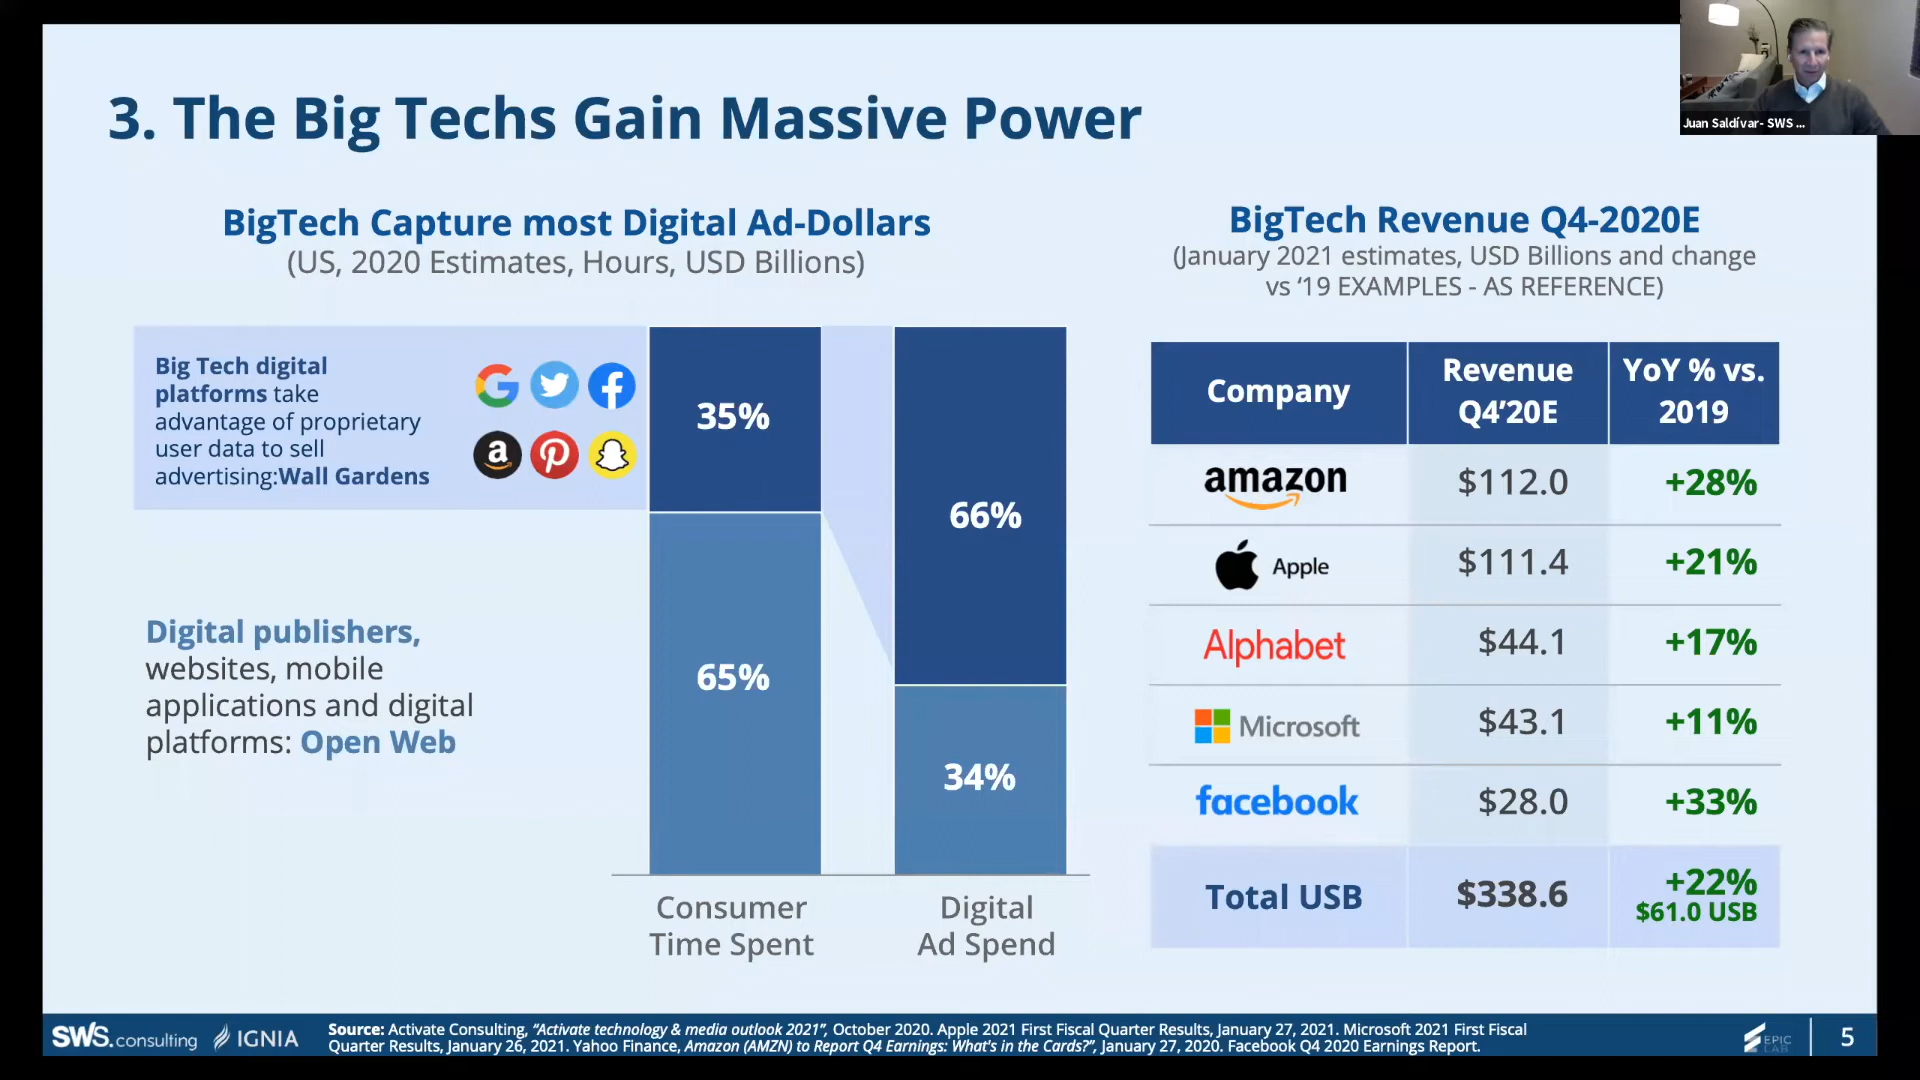 3. The Big Techs Gain Massive Power
Juan Saldívar- SWS ...
BigTech Capture most Digital Ad-Dollars
(US, 2020 Estimates, Hours, USD Billions)
Big Tech digital
platforms take
advantage of proprietary
user data to sell
advertising:Wall Gardens
Digital publishers,
websites, mobile
applications and digital
platforms: Open Web
35%
65%
66%
34%
Consumer
Time Spent
Digital
Ad Spend
BigTech Revenue Q4-2020E
(January 2021 estimates, USD Billions and change
vs ‘19 EXAMPLES - AS REFERENCE)
Company Revenue Q4’20E YoY % vs. 2019
amazon $112.0 +28%
Apple $111.4 +21%
Alphabet $44.1 +17%
Microsoft $43.1 +11%
facebook $28.0 +33%
Total USB $338.6 +22%
$61.0 USB
SWS.consulting IGNIA
Source: Activate Consulting, “Activate technology & media outlook 2021”, October 2020. Apple 2021 First Fiscal Quarter Results, January 27, 2021. Microsoft 2021 First Fiscal
Quarter Results, January 26, 2021. Yahoo Finance, Amazon (AMZN) to Report Q4 Earnings: What's in the Cards?”, January 27, 2020. Facebook Q4 2020 Earnings Report.
EPIC
LAB
5